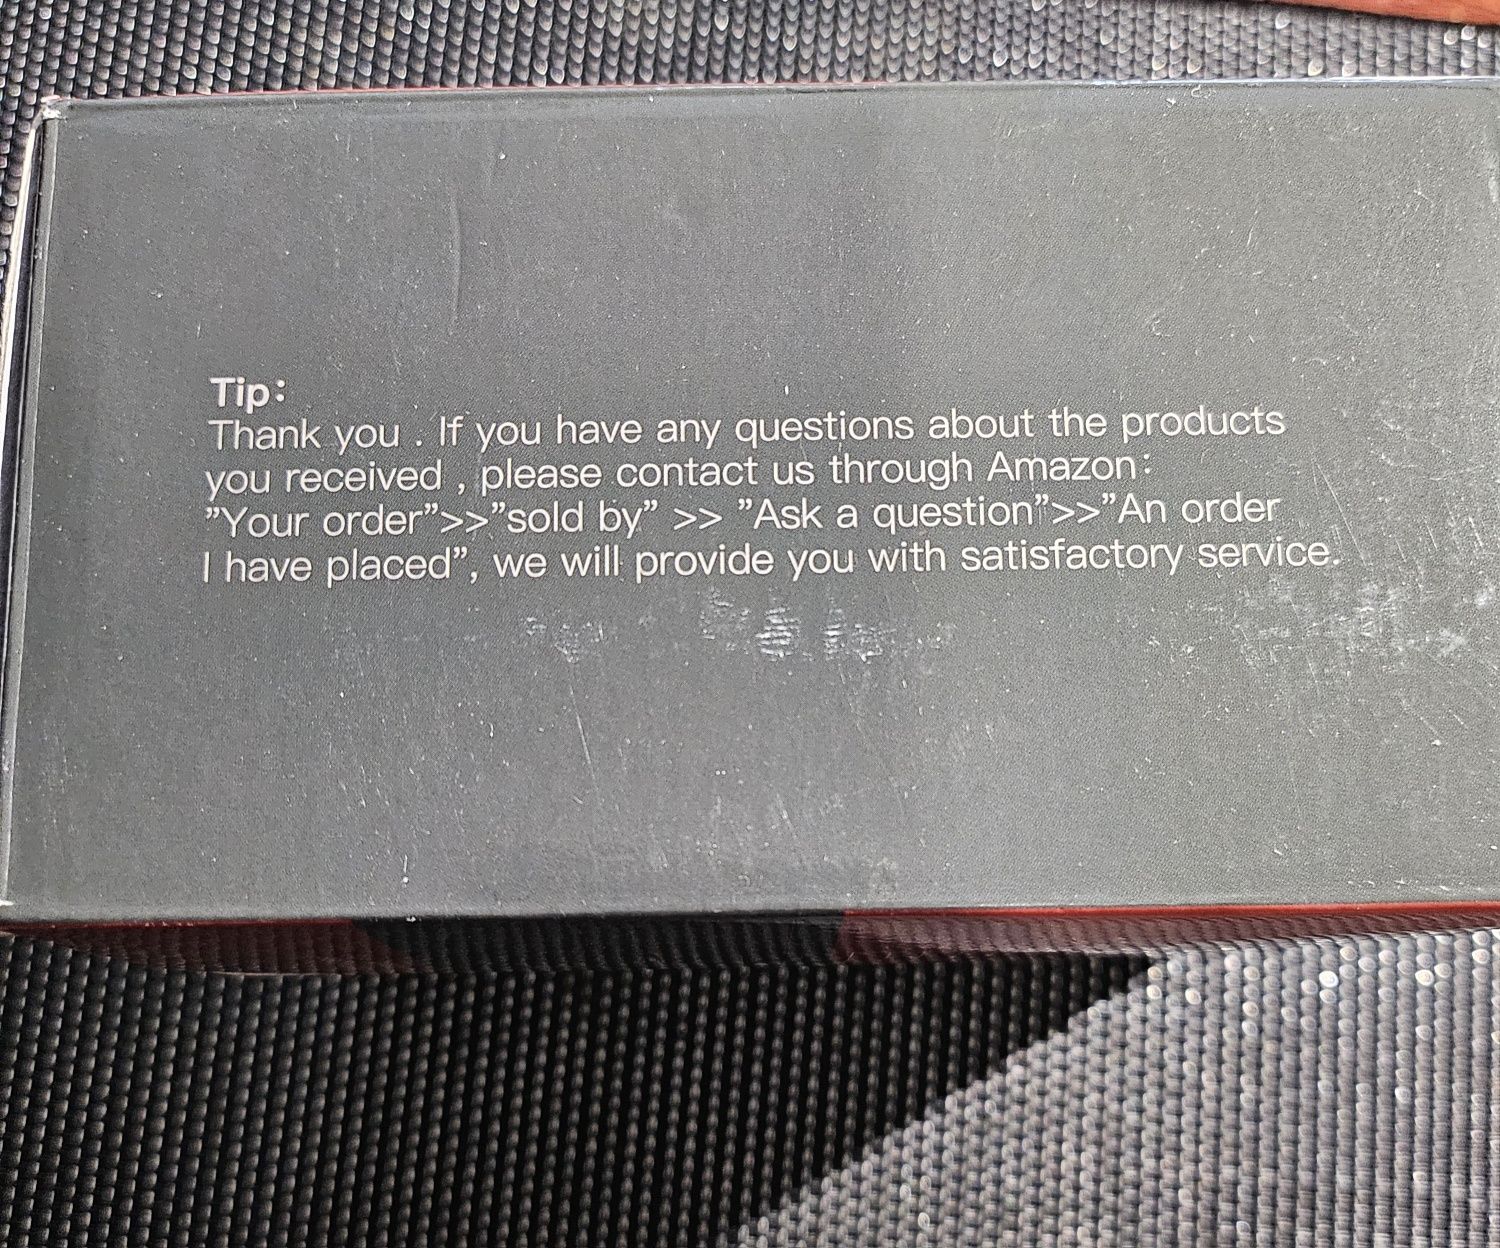 Tip:
Thank you . If you have any questions about the products
you received , please contact us through Amazon:
”Your order”>>”sold by” >> ”Ask a question”>>”An order
I have placed”, we will provide you with satisfactory service.